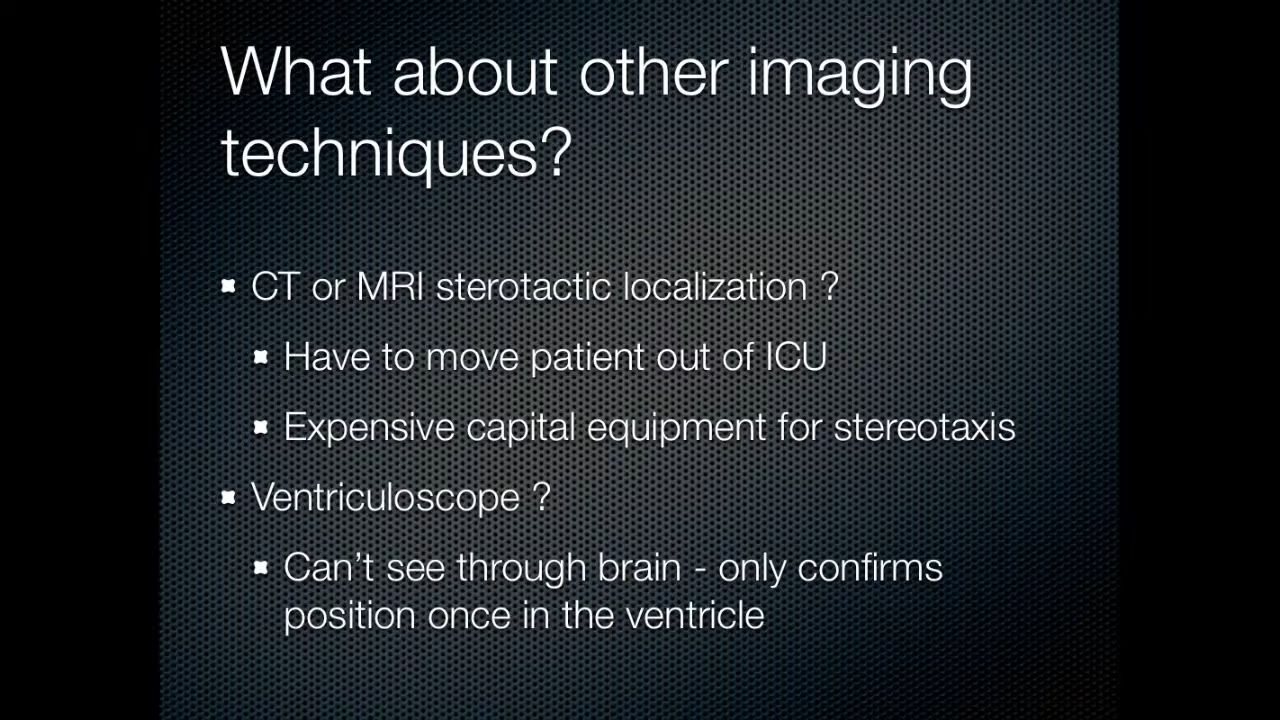 What about other imaging
techniques?
CT or MRI sterotactic localization ?
Have to move patient out of ICU
Expensive capital equipment for stereotaxis
Ventriculoscope ?
Can’t see through brain - only confirms
position once in the ventricle